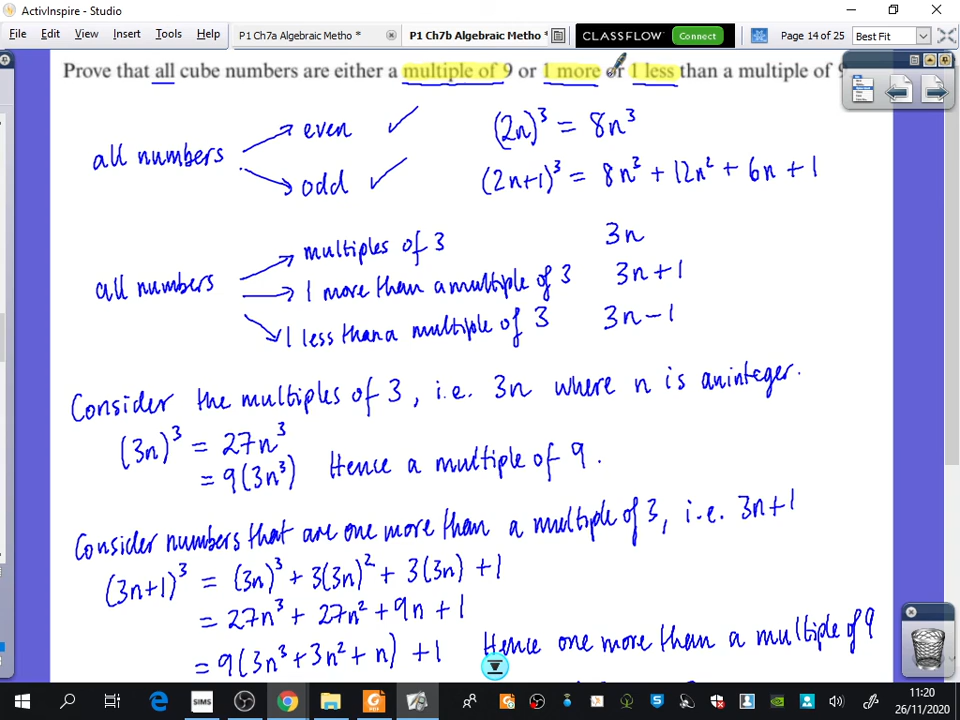 ActivInspire - Studio
File Edit View Insert Tools Help P1 Ch7a Algebraic Metho * P1 Ch7b Algebraic Metho * CLASSFLOW Connect Page 14 of 25 Best Fit
Prove that all cube numbers are either a multiple of 9 or 1 more or 1 less than a multiple of 9
all numbers
even ✓
odd ✓
(2n)³ = 8n³
(2n+1)³ = 8n³ + 12n² + 6n + 1
all numbers
multiples of 3 3n
1 more than a multiple of 3 3n + 1
1 less than a multiple of 3 3n - 1
Consider the multiples of 3, i.e. 3n where n is an integer.
(3n)³ = 27n³
= 9(3n³) Hence a multiple of 9.
Consider numbers that are one more than a multiple of 3, i.e. 3n+1
(3n+1)³ = (3n)³ + 3(3n)² + 3(3n) + 1
= 27n³ + 27n² + 9n + 1
= 9(3n³ + 3n² + n) + 1 Hence one more than a multiple of 9
SIMS
11:20
26/11/2020